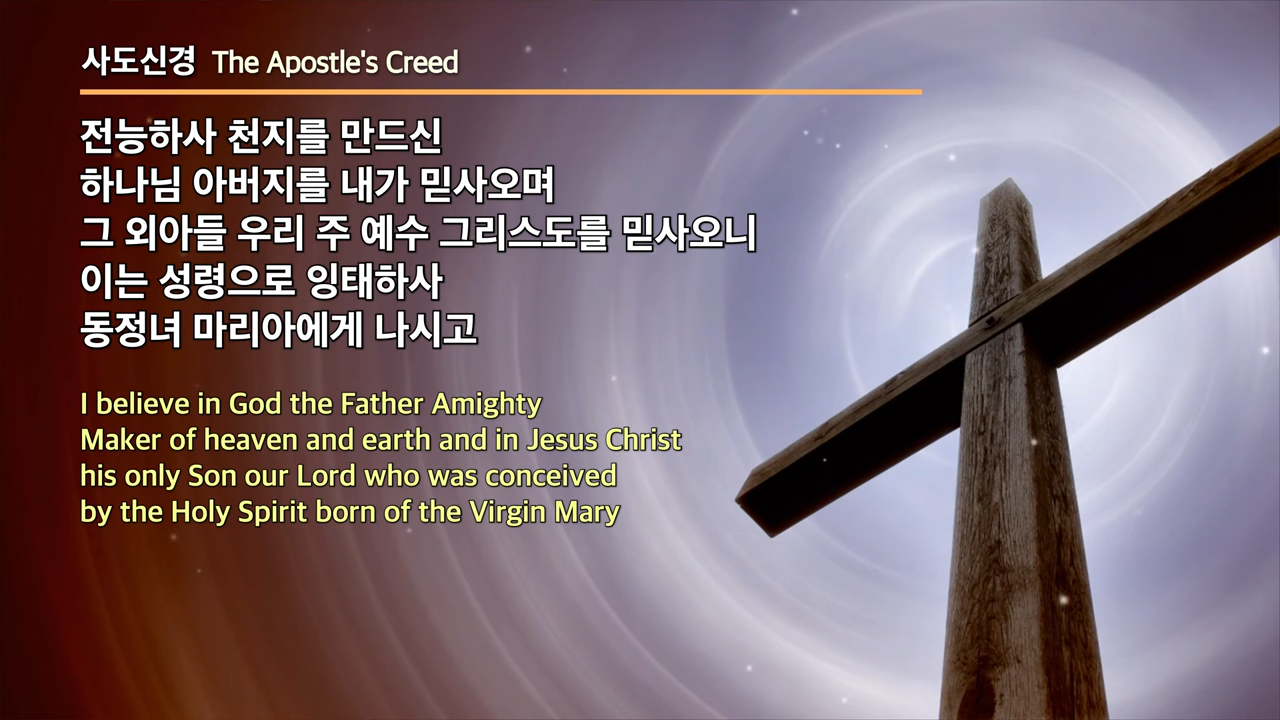 사도신경 The Apostle's Creed
전능하사 천지를 만드신
하나님 아버지를 내가 믿사오며
그 외아들 우리 주 예수 그리스도를 믿사오니
이는 성령으로 잉태하사
동정녀 마리아에게 나시고
I believe in God the Father Amighty
Maker of heaven and earth and in Jesus Christ
his only Son our Lord who was conceived
by the Holy Spirit born of the Virgin Mary